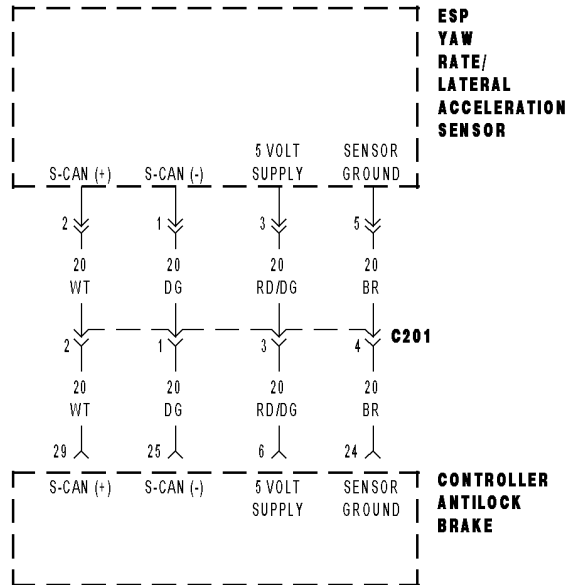 ESP
YAW
RATE/
LATERAL
ACCELERATION
SENSOR
5 VOLT SENSOR
S-CAN (+) S-CAN (-) SUPPLY GROUND
2 1 3 5
20 20 20 20
WT DG RD/DG BR
C201
2 1 3 4
20 20 20 20
WT DG RD/DG BR
29 25 6 24
S-CAN (+) S-CAN (-) 5 VOLT SENSOR
SUPPLY GROUND
CONTROLLER
ANTILOCK
BRAKE